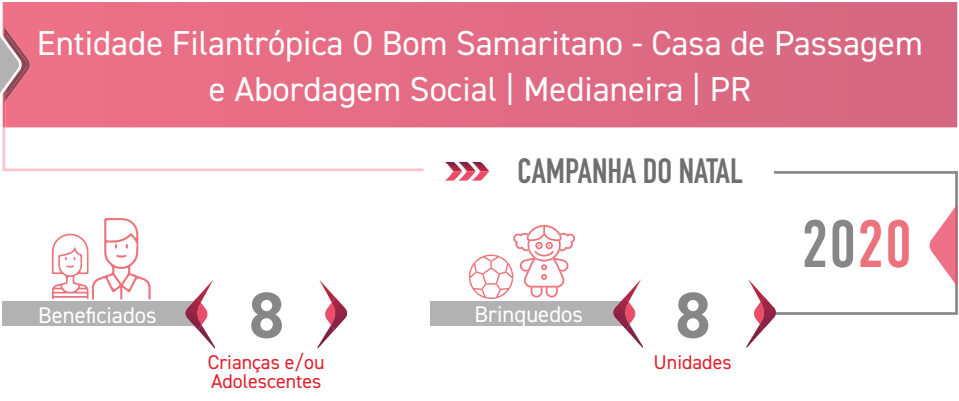 Entidade Filantrópica O Bom Samaritano - Casa de Passagem
e Abordagem Social | Medianeira | PR
CAMPANHA DO NATAL
2020
Beneficiados
8
Crianças e/ou
Adolescentes
Brinquedos
8
Unidades